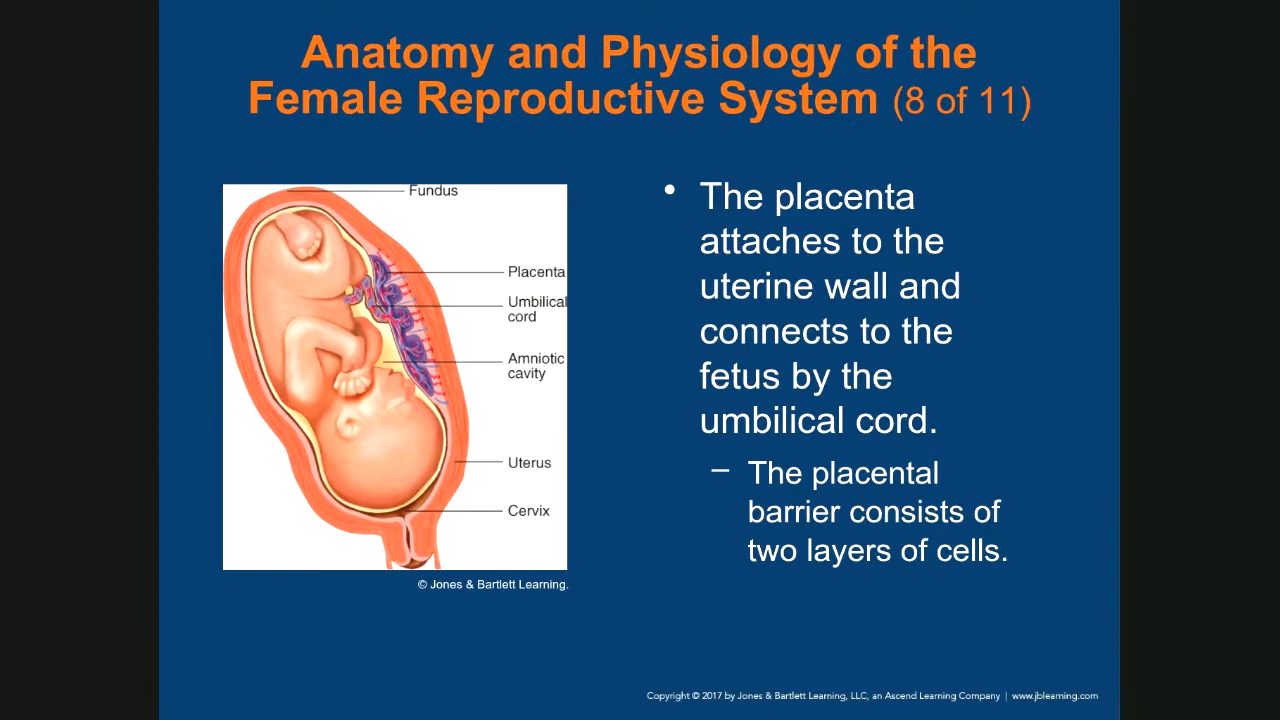 Anatomy and Physiology of the
Female Reproductive System (8 of 11)
Fundus
Placenta
Umbilical
cord
Amniotic
cavity
Uterus
Cervix
© Jones & Bartlett Learning.
• The placenta
attaches to the
uterine wall and
connects to the
fetus by the
umbilical cord.
– The placental
barrier consists of
two layers of cells.
Copyright © 2017 by Jones & Bartlett Learning, LLC, an Ascend Learning Company | www.jblearning.com